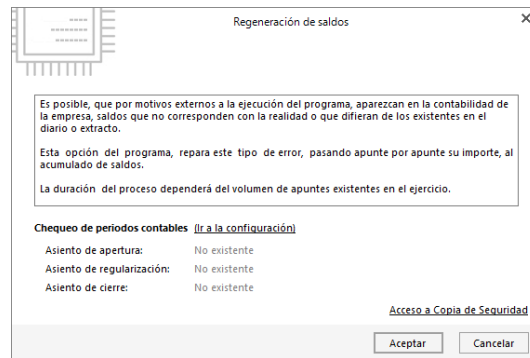 Regeneración de saldos
Es posible, que por motivos externos a la ejecución del programa, aparezcan en la contabilidad de
la empresa, saldos que no corresponden con la realidad o que difieran de los existentes en el
diario o extracto.
Esta opción del programa, repara este tipo de error, pasando apunte por apunte su importe, al
acumulado de saldos.
La duración del proceso dependerá del volumen de apuntes existentes en el ejercicio.
Chequeo de periodos contables (Ir a la configuración)
Asiento de apertura: No existente
Asiento de regularización: No existente
Asiento de cierre: No existente
Acceso a Copia de Seguridad
Aceptar Cancelar